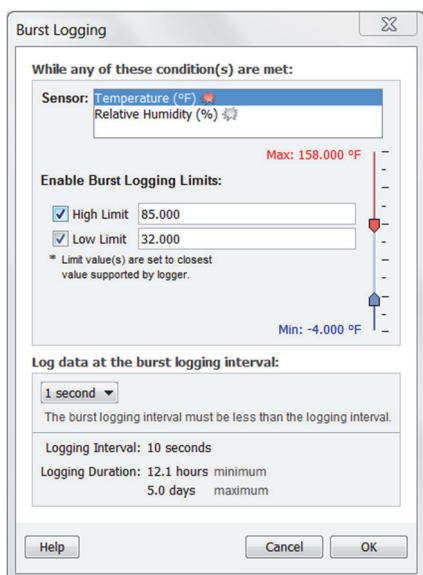 Burst Logging
While any of these condition(s) are met:
Sensor: Temperature (°F)
Relative Humidity (%)
Max: 158.000 °F
Enable Burst Logging Limits:
High Limit 85.000
Low Limit 32.000
* Limit value(s) are set to closest
value supported by logger.
Min: -4.000 °F
Log data at the burst logging interval:
1 second
The burst logging interval must be less than the logging interval.
Logging Interval: 10 seconds
Logging Duration: 12.1 hours minimum
5.0 days maximum
Help Cancel OK